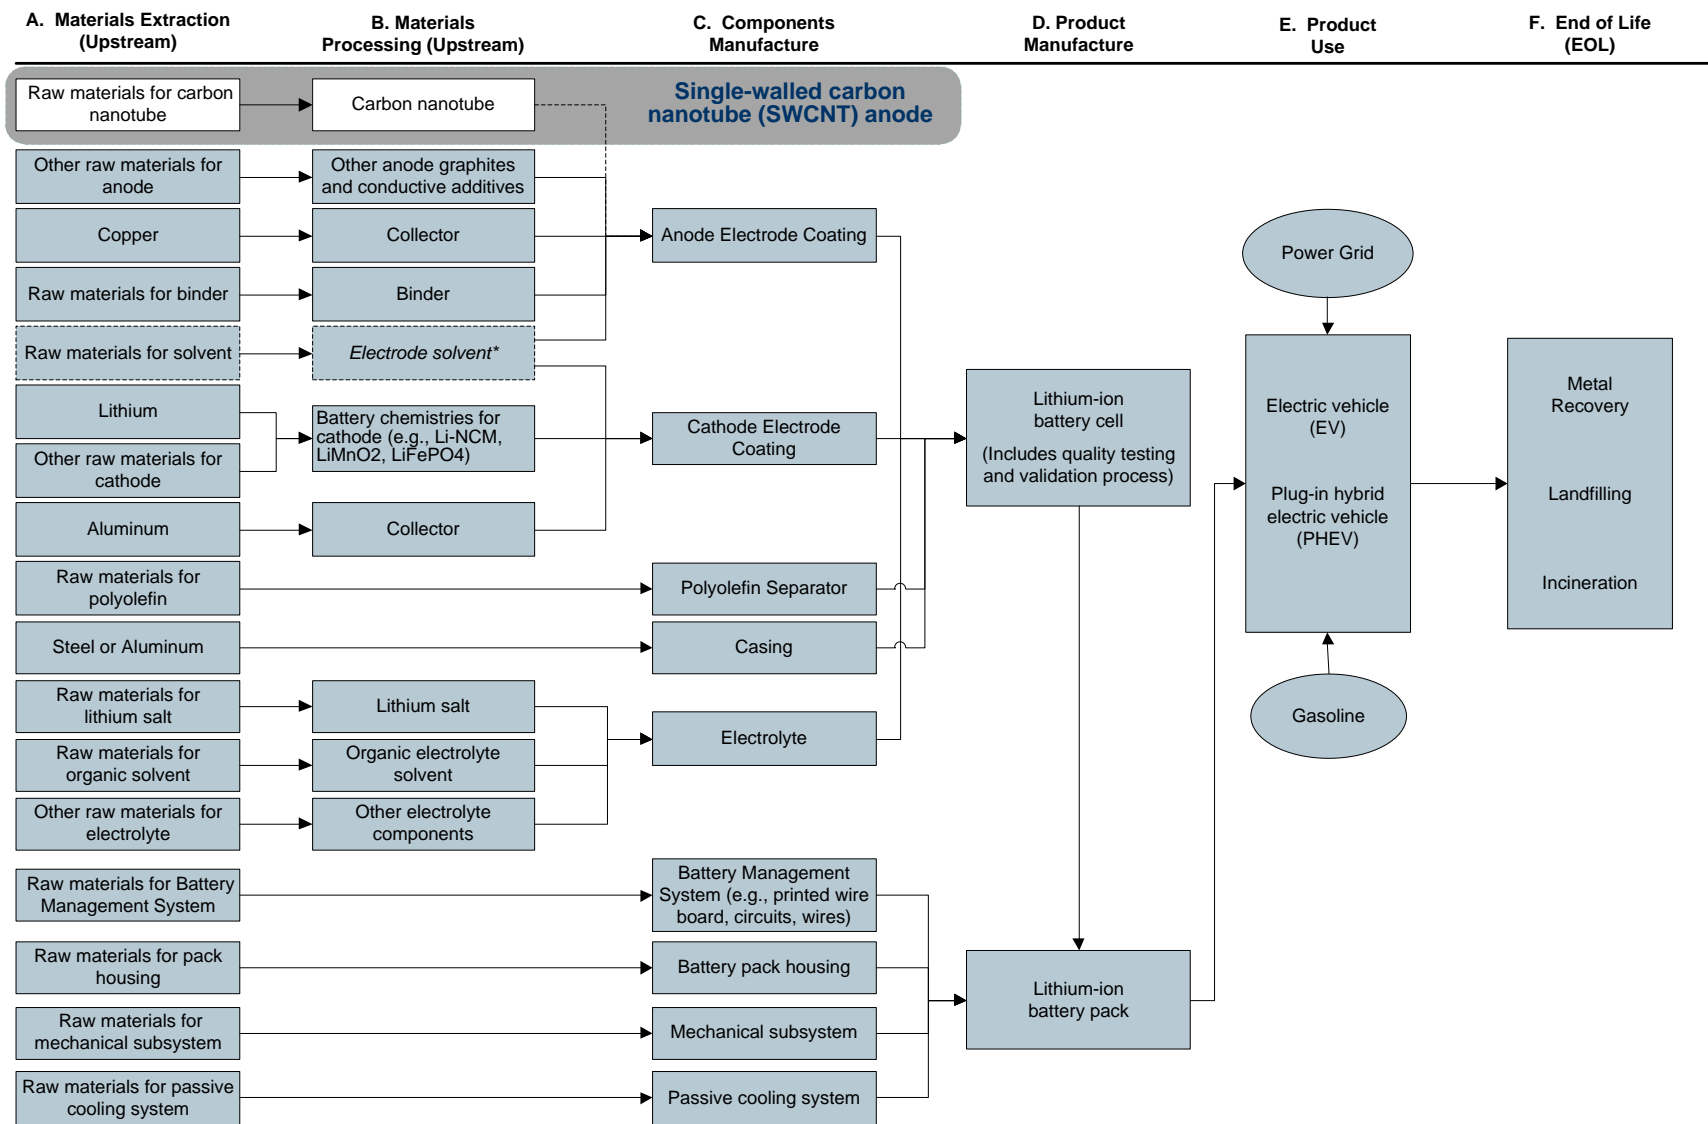 A. Materials Extraction
(Upstream)
B. Materials
Processing (Upstream)
C. Components
Manufacture
D. Product
Manufacture
E. Product
Use
F. End of Life
(EOL)
Raw materials for carbon
nanotube
Carbon nanotube
Single-walled carbon
nanotube (SWCNT) anode
Other raw materials for
anode
Other anode graphites
and conductive additives
Copper
Collector
Anode Electrode Coating
Raw materials for binder
Binder
Raw materials for solvent
Electrode solvent*
Lithium
Other raw materials for
cathode
Battery chemistries for
cathode (e.g., Li-NCM,
LiMnO2, LiFePO4)
Cathode Electrode
Coating
Aluminum
Collector
Raw materials for
polyolefin
Polyolefin Separator
Steel or Aluminum
Casing
Raw materials for
lithium salt
Lithium salt
Raw materials for
organic solvent
Organic electrolyte
solvent
Electrolyte
Other raw materials for
electrolyte
Other electrolyte
components
Raw materials for Battery
Management System
Battery Management
System (e.g., printed wire
board, circuits, wires)
Raw materials for pack
housing
Battery pack housing
Raw materials for
mechanical subsystem
Mechanical subsystem
Raw materials for passive
cooling system
Passive cooling system
Lithium-ion
battery cell
(Includes quality testing
and validation process)
Lithium-ion
battery pack
Power Grid
Electric vehicle
(EV)
Plug-in hybrid
electric vehicle
(PHEV)
Gasoline
Metal
Recovery
Landfilling
Incineration